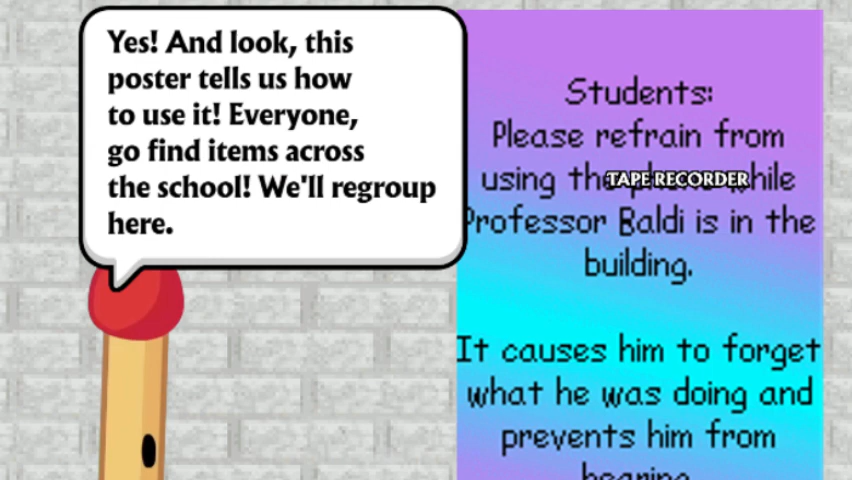 Yes! And look, this
poster tells us how
to use it! Everyone,
go find items across
the school! We'll regroup
here.
Students:
Please refrain from
using the phone while
TAPE RECORDER
Professor Baldi is in the
building.
It causes him to forget
what he was doing and
prevents him from
hearing